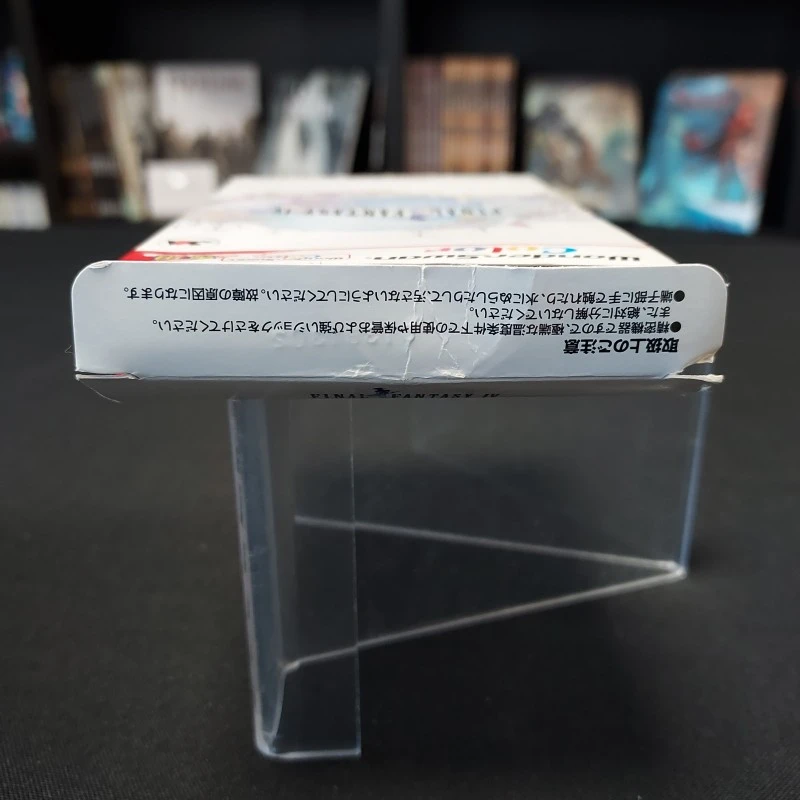 取扱上のご注意
●精密機器ですので、極端な温度条件下での使用や保管および強いショックをさけてください。
また、絶対に分解しないでください。
●端子部に手で触れたり、水にぬらしたりして、汚さないようにしてください。故障の原因になります。
WonderSwan
Color
FINAL FANTASY IV
FINAL FANTASY IV